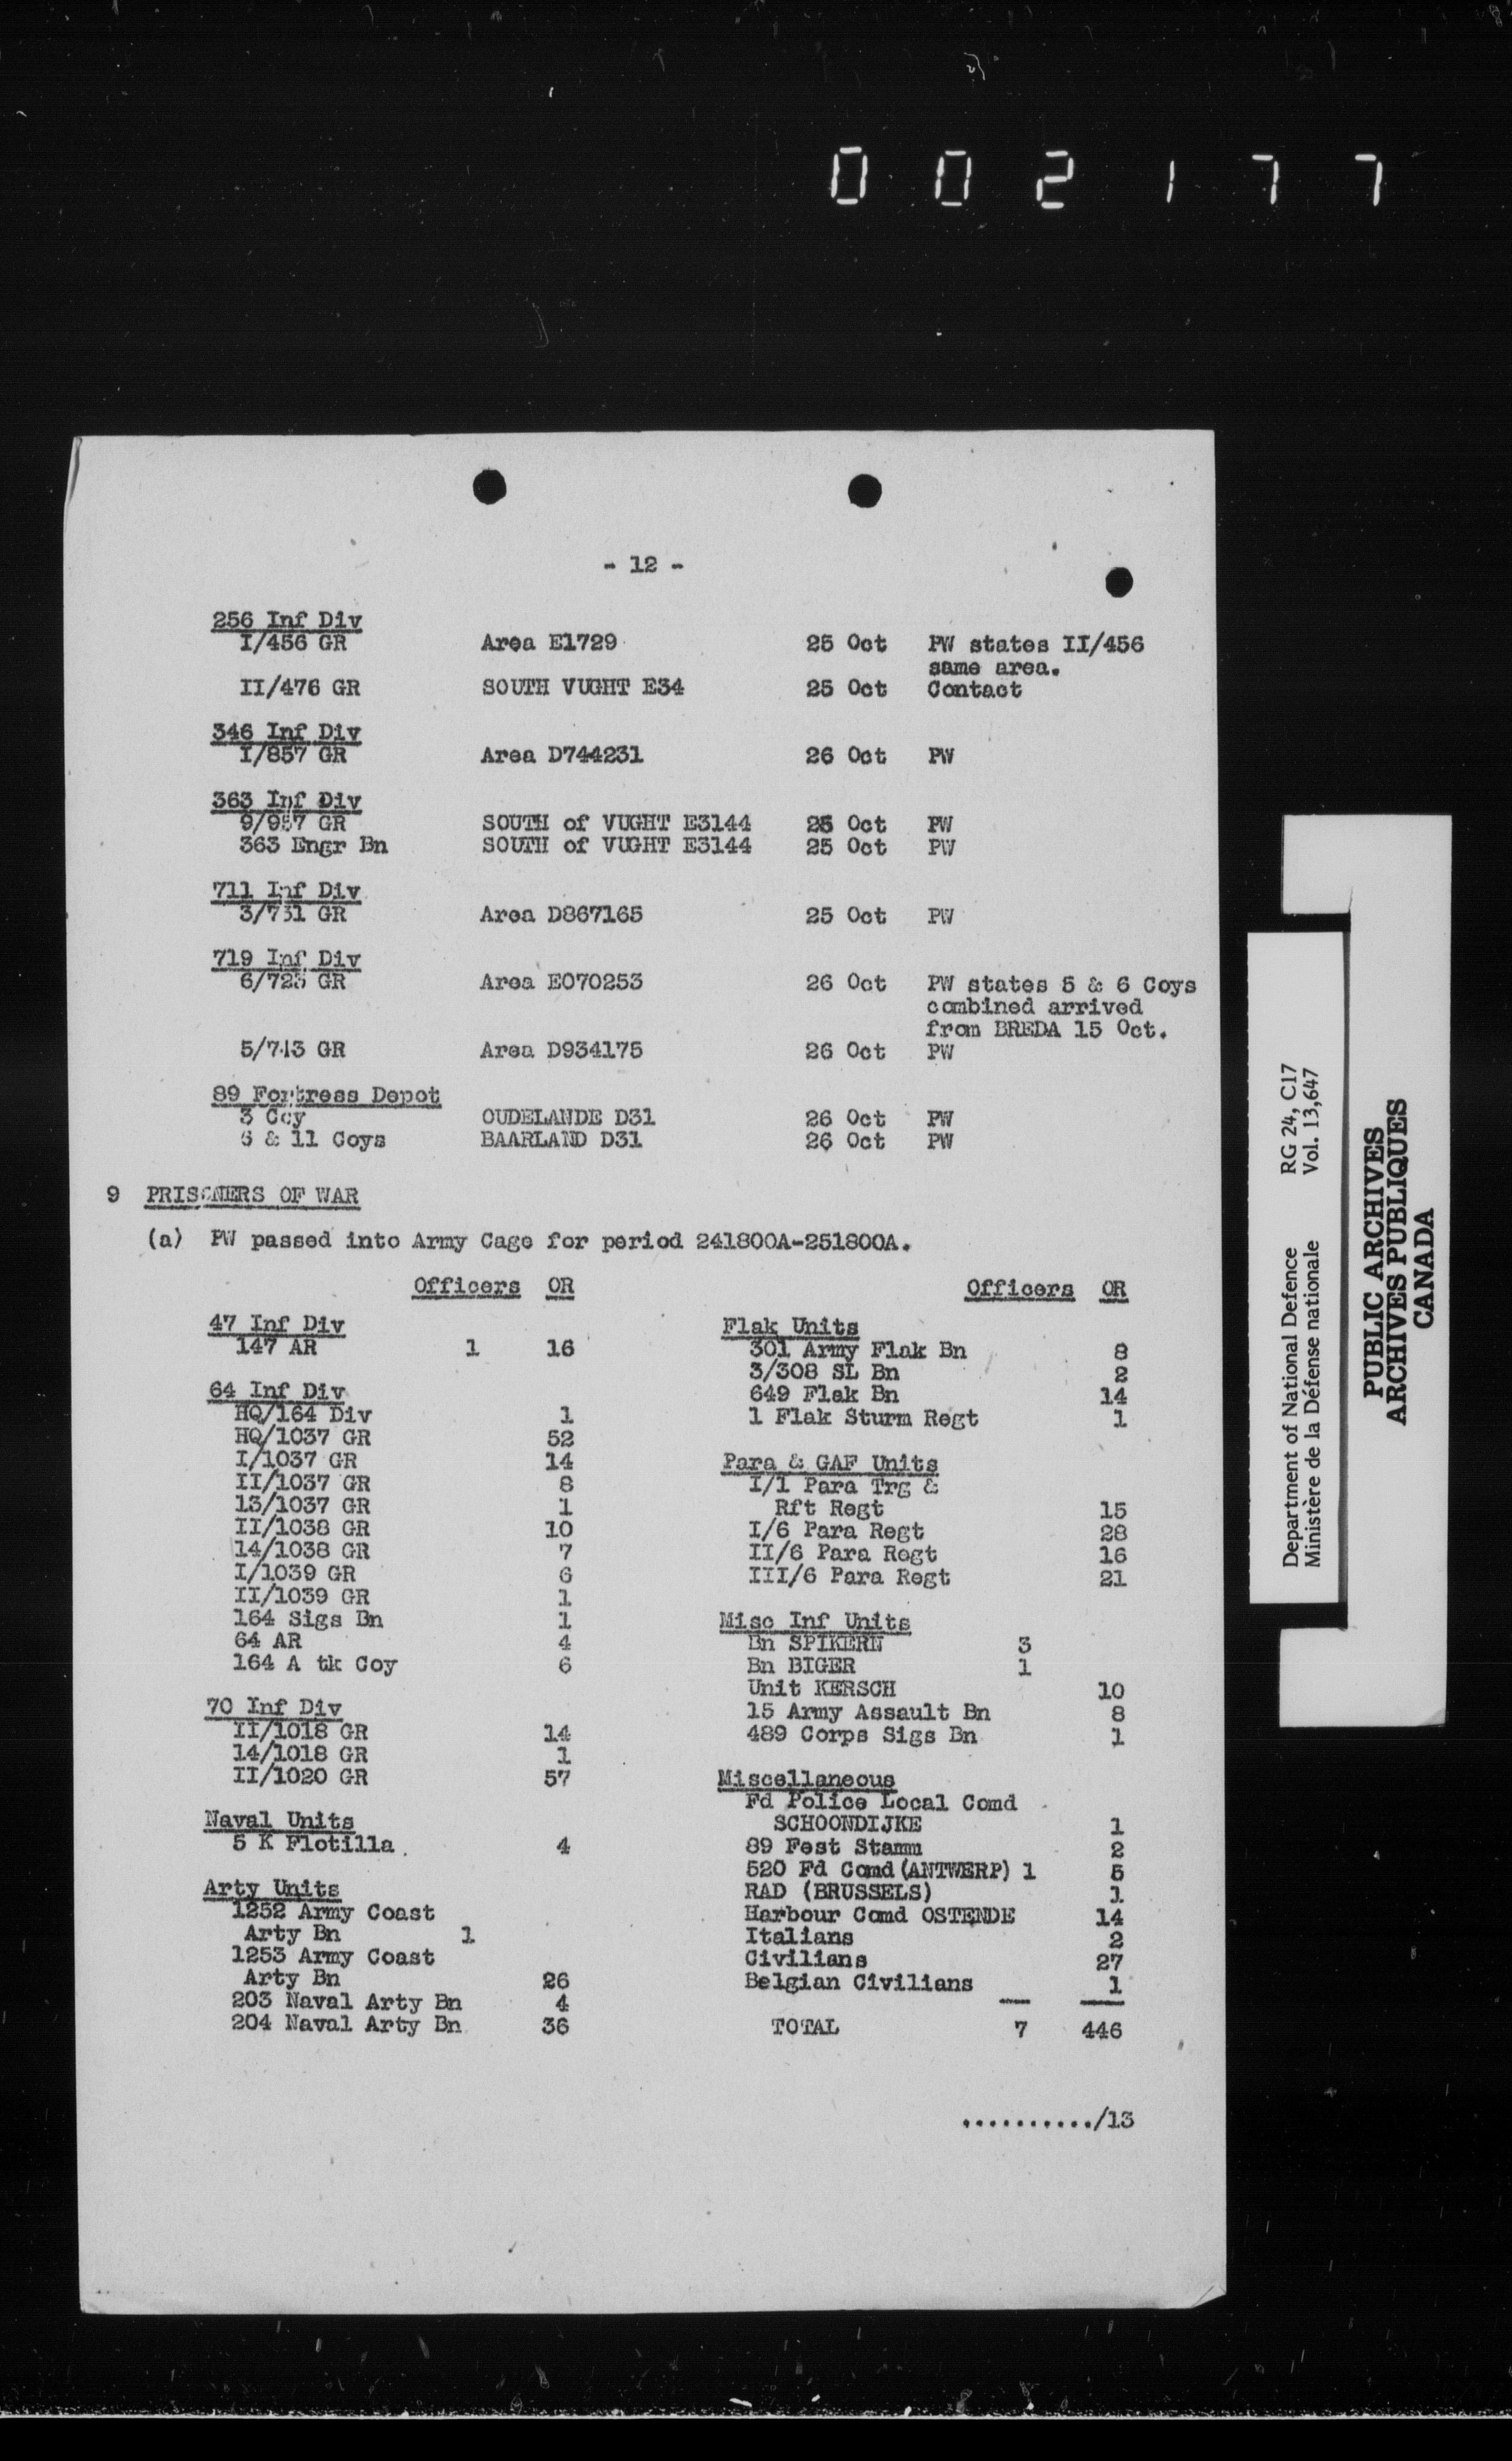 002177
- 12 -
256 Inf Div
I/456 GR Area E1729 25 Oct PW states II/456
same area.
II/476 GR SOUTH VUGHT E34 25 Oct Contact
346 Inf Div
I/857 GR Area D744231 26 Oct PW
363 Inf Div
9/957 GR SOUTH of VUGHT E3144 25 Oct PW
363 Engr Bn SOUTH of VUGHT E3144 25 Oct PW
711 Inf Div
3/731 GR Area D867165 25 Oct PW
719 Inf Div
6/723 GR Area E070253 26 Oct PW states 5 & 6 Coys
combined arrived
from BREDA 15 Oct.
5/743 GR Area D934175 26 Oct PW
89 Fortress Depot
3 Coy OUDELANDE D31 26 Oct PW
6 & 11 Coys BAARLAND D31 26 Oct PW
9 PRISONERS OF WAR
(a) PW passed into Army Cage for period 241800A-251800A.
Officers OR
47 Inf Div
147 AR 1 16
64 Inf Div
HQ/164 Div 1
HQ/1037 GR 52
I/1037 GR 14
II/1037 GR 8
13/1037 GR 1
II/1038 GR 10
14/1038 GR 7
I/1039 GR 6
II/1039 GR 1
164 Sigs Bn 1
64 AR 4
164 A tk Coy 6
70 Inf Div
II/1018 GR 14
14/1018 GR 1
II/1020 GR 57
Naval Units
5 K Flotilla 4
Arty Units
1252 Army Coast
Arty Bn 1
1253 Army Coast
Arty Bn 26
203 Naval Arty Bn 4
204 Naval Arty Bn 36
Officers OR
Flak Units
301 Army Flak Bn 8
3/308 SL Bn 2
649 Flak Bn 14
1 Flak Sturm Regt 1
Para & GAF Units
I/1 Para Trg &
Rft Regt 15
I/6 Para Regt 28
II/6 Para Regt 16
III/6 Para Regt 21
Misc Inf Units
Bn SPIKERN 3
Bn BIGER 1
Unit KERSCH 10
15 Army Assault Bn 8
489 Corps Sigs Bn 1
Miscellaneous
Fd Police Local Comd
SCHOONDIJKE 1
89 Fest Stamm 2
520 Fd Comd (ANTWERP) 1 5
RAD (BRUSSELS) 1
Harbour Comd OSTENDE 14
Italians 2
Civilians 27
Belgian Civilians 1
TOTAL 7 446
........../13
Department of National Defence RG 24, C17
Ministère de la Défense nationale Vol. 13,647
PUBLIC ARCHIVES
ARCHIVES PUBLIQUES
CANADA